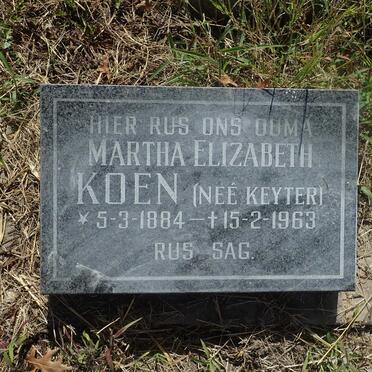 HIER RUS ONS OUMA
MARTHA ELIZABETH
KOEN (NEÉ KEYTER)
* 5-3-1884 - † 15-2-1963
RUS SAG.